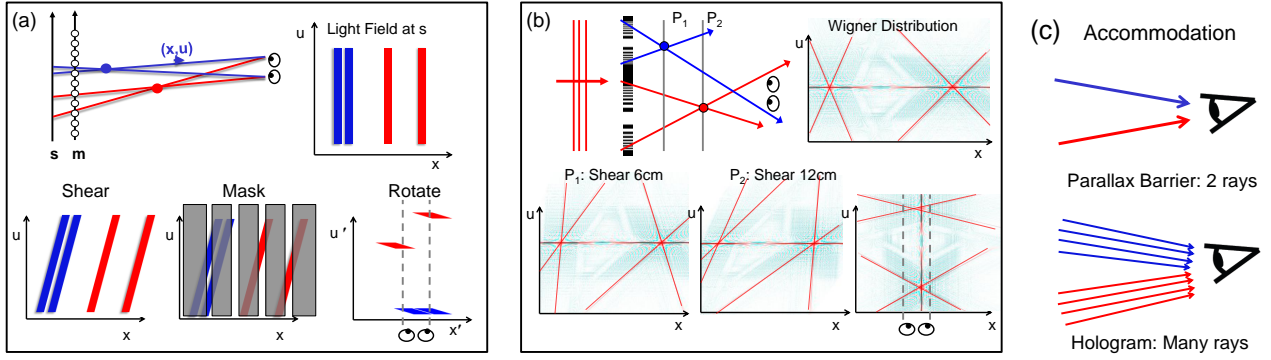 (a)
(x,u)
s m
u
Light Field at s
x
Shear
u
x
Mask
u
x
Rotate
u'
x'
(b)
P1 P2
Wigner Distribution
u
x
P1: Shear 6cm
u
x
P2: Shear 12cm
u
x
u
x
(c)
Accommodation
Parallax Barrier: 2 rays
Hologram: Many rays